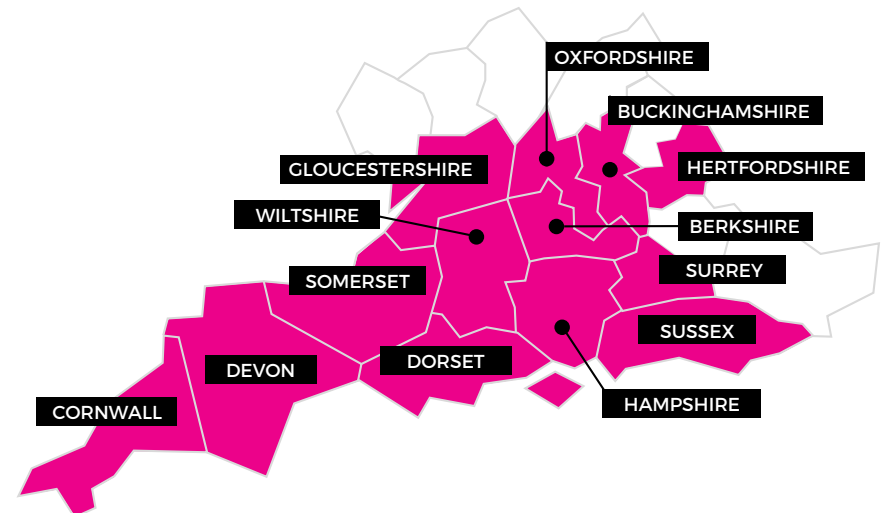 OXFORDSHIRE
BUCKINGHAMSHIRE
GLOUCESTERSHIRE
HERTFORDSHIRE
WILTSHIRE
BERKSHIRE
SOMERSET
SURREY
SUSSEX
DORSET
DEVON
CORNWALL
HAMPSHIRE